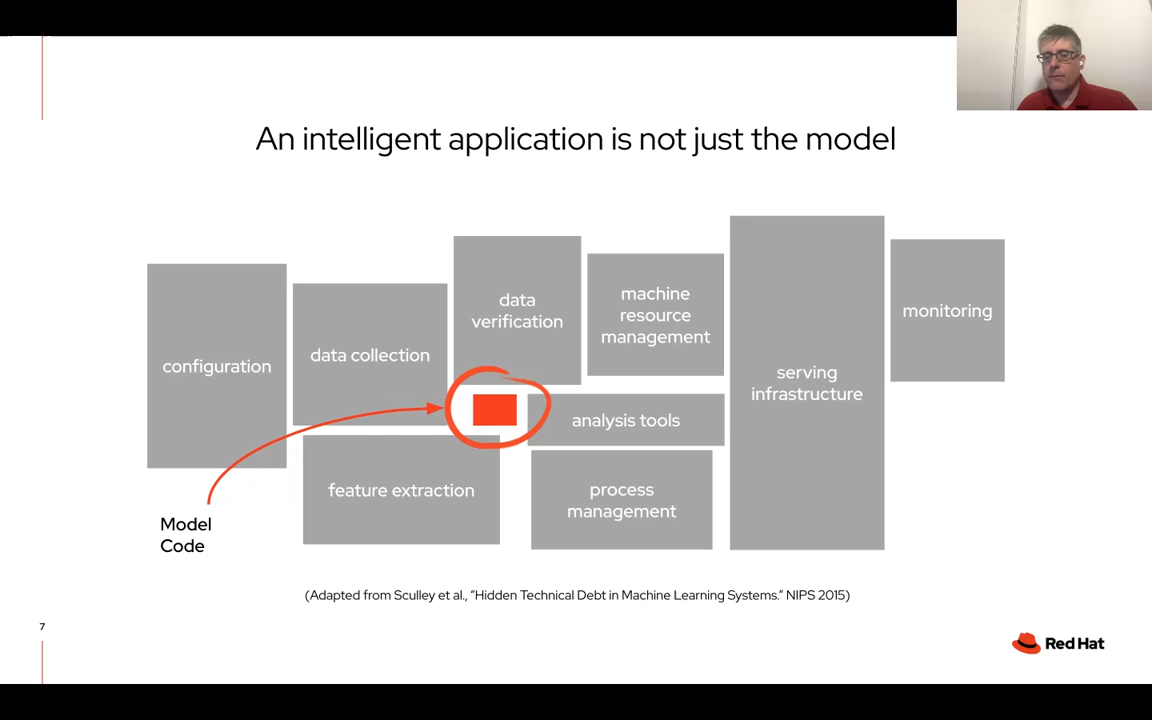 An intelligent application is not just the model
configuration
data collection
data
verification
machine
resource
management
serving
infrastructure
monitoring
analysis tools
feature extraction
process
management
Model
Code
(Adapted from Sculley et al., “Hidden Technical Debt in Machine Learning Systems.” NIPS 2015)
7
Red Hat